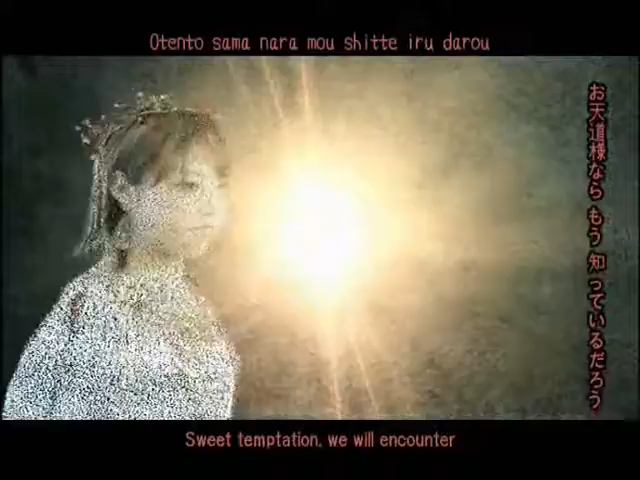 Otento sama nara mou shitte iru darou
お天道様なら もう 知っているだろう
Sweet temptation, we will encounter